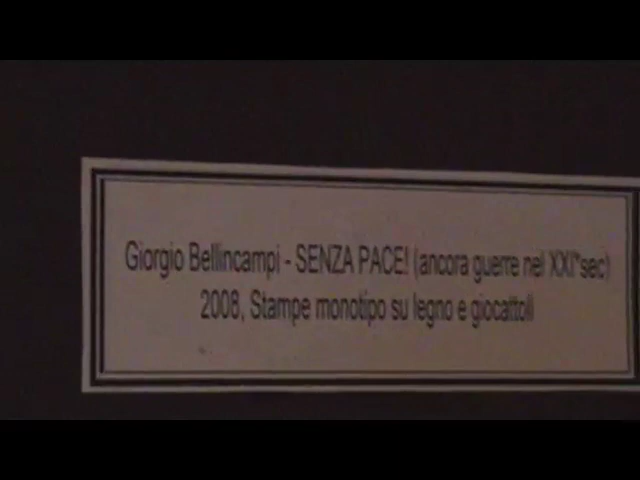 Giorgio Bellincampi - SENZA PACE! (ancora guerre nel XXI°sec)
2008, Stampe monotipo su legno e giocattoli